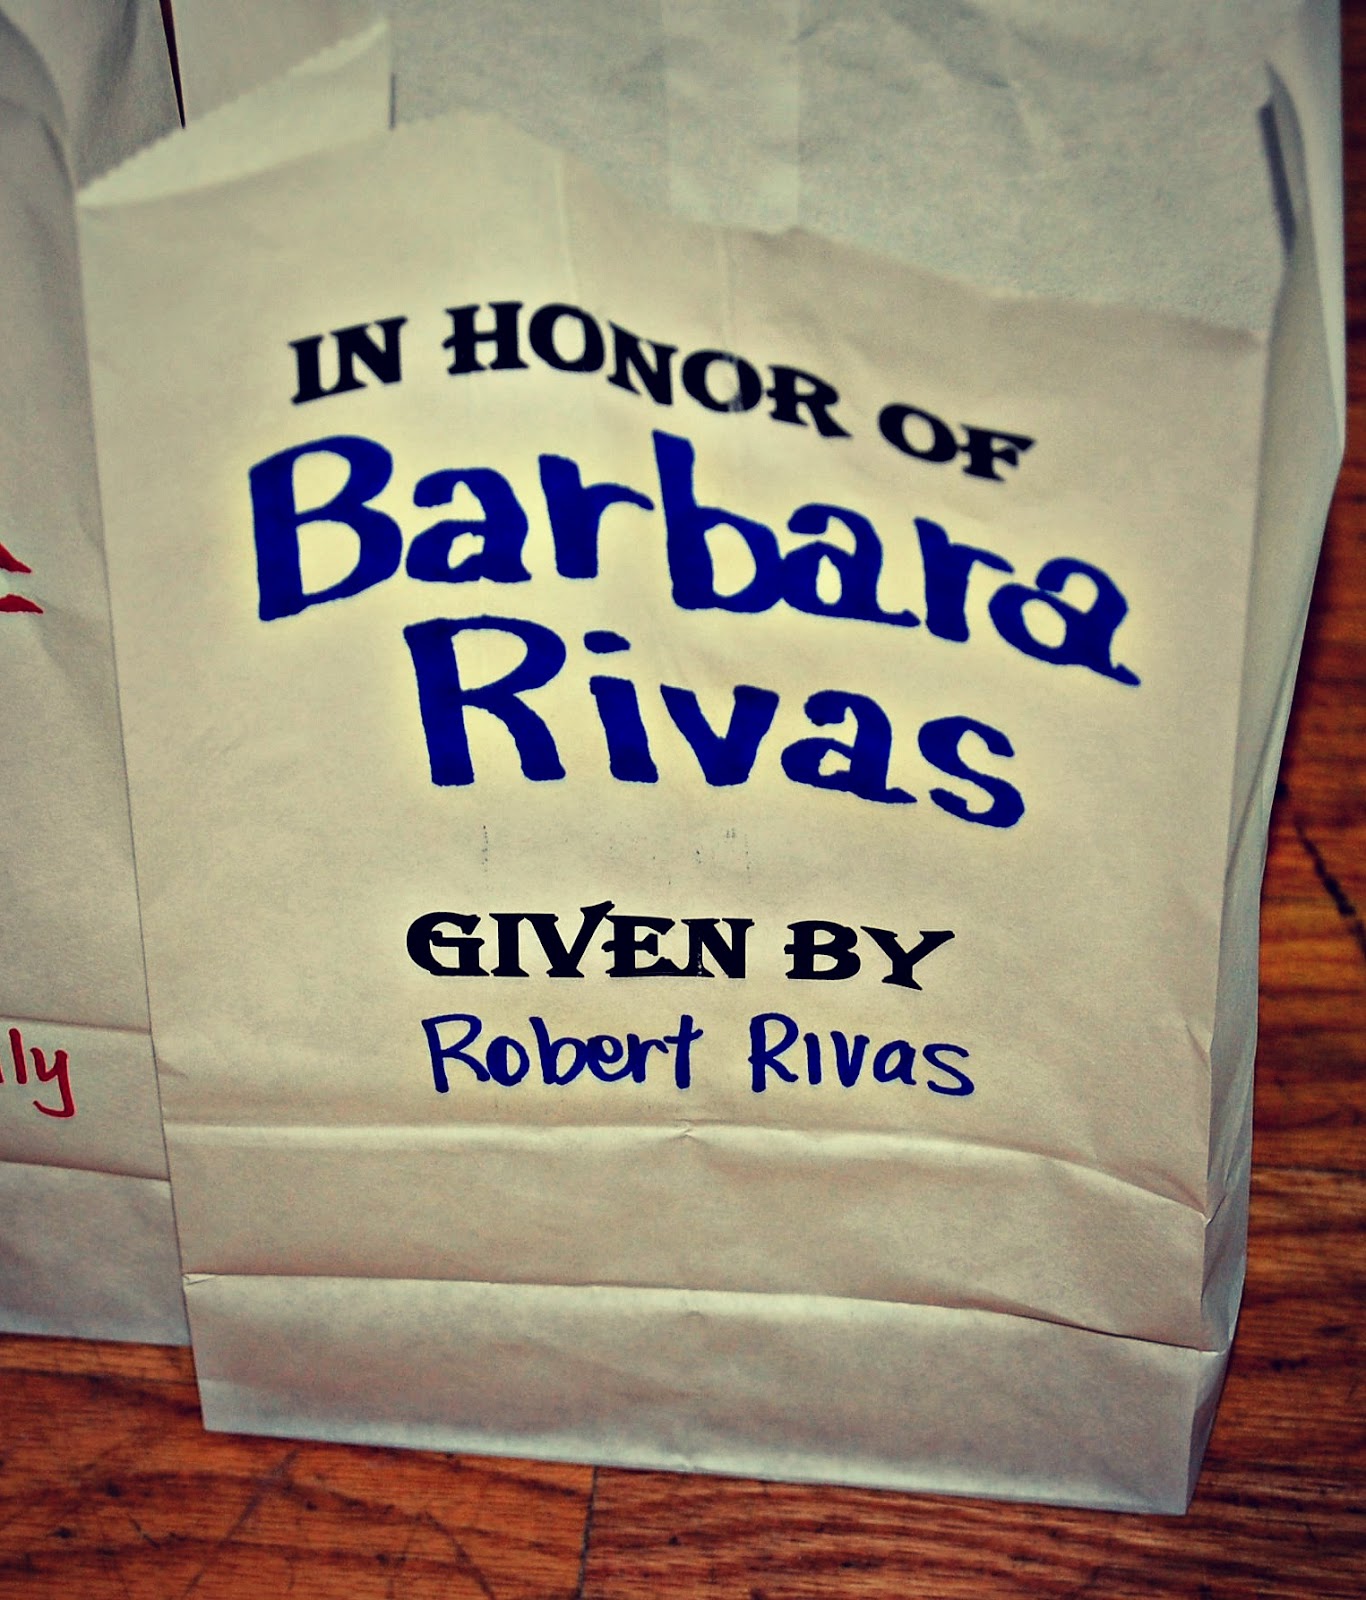 IN HONOR OF
Barbara
Rivas
GIVEN BY
Robert Rivas